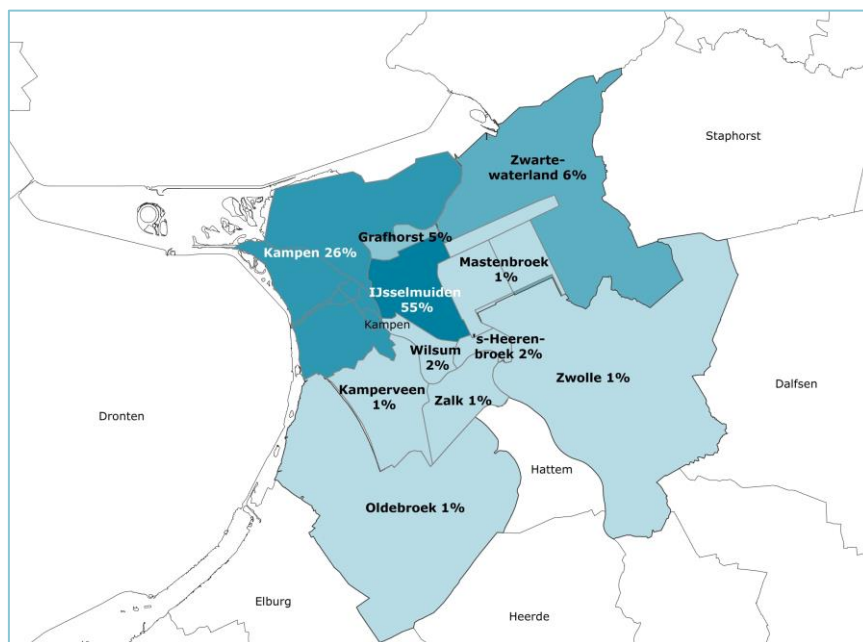 Staphorst
Zwarte-
waterland 6%
Grafhorst 5%
Kampen 26%
Mastenbroek
1%
IJsselmuiden
55%
Kampen
Wilsum
2%
's-Heeren-
broek 2%
Zwolle 1%
Kamperveen
1%
Zalk 1%
Dalfsen
Dronten
Hattem
Oldebroek 1%
Elburg
Heerde